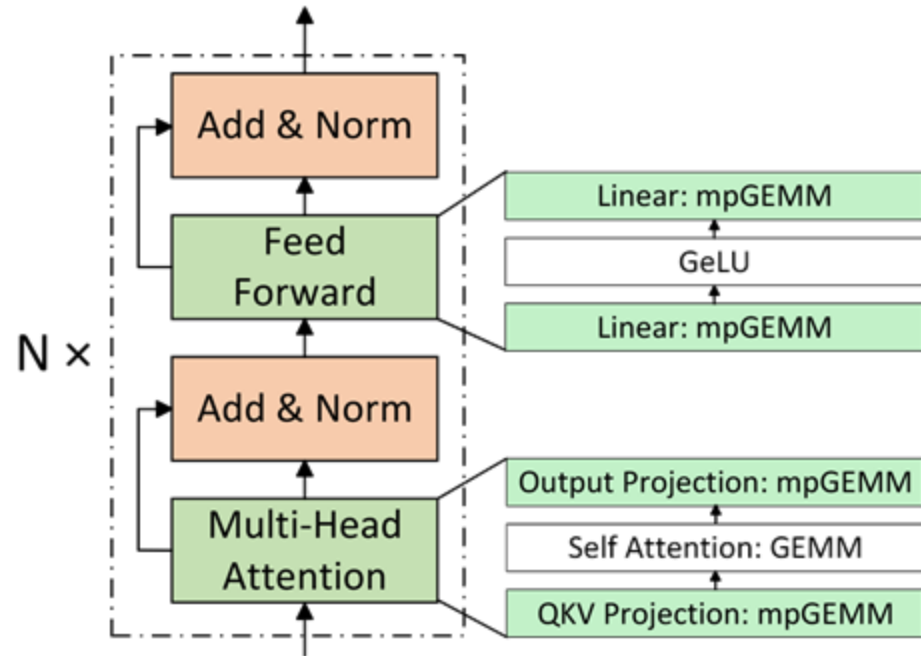 Add & Norm
Feed
Forward
N ×
Add & Norm
Multi-Head
Attention
Linear: mpGEMM
GeLU
Linear: mpGEMM
Output Projection: mpGEMM
Self Attention: GEMM
QKV Projection: mpGEMM